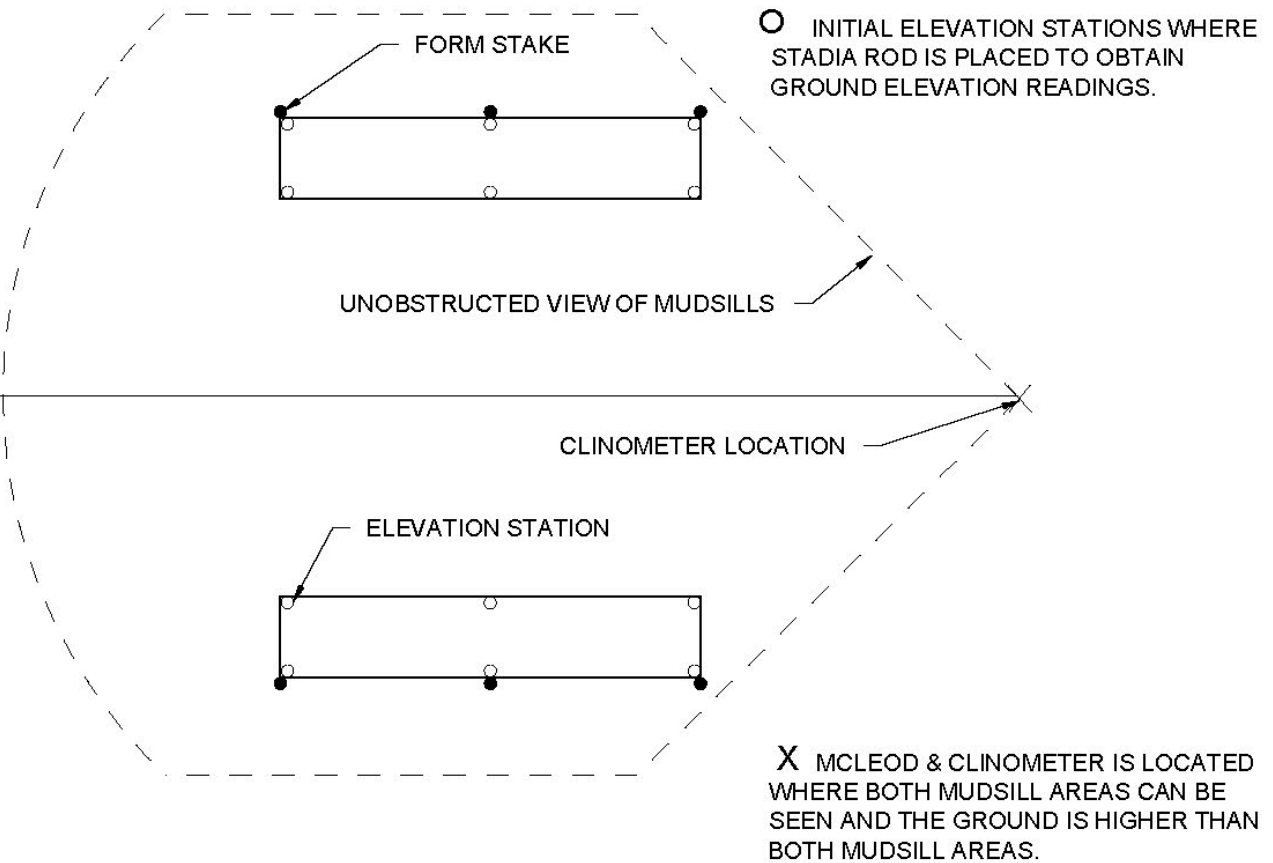 FORM STAKE
O INITIAL ELEVATION STATIONS WHERE
STADIA ROD IS PLACED TO OBTAIN
GROUND ELEVATION READINGS.
UNOBSTRUCTED VIEW OF MUDSILLS
CLINOMETER LOCATION
ELEVATION STATION
X MCLEOD & CLINOMETER IS LOCATED
WHERE BOTH MUDSILL AREAS CAN BE
SEEN AND THE GROUND IS HIGHER THAN
BOTH MUDSILL AREAS.